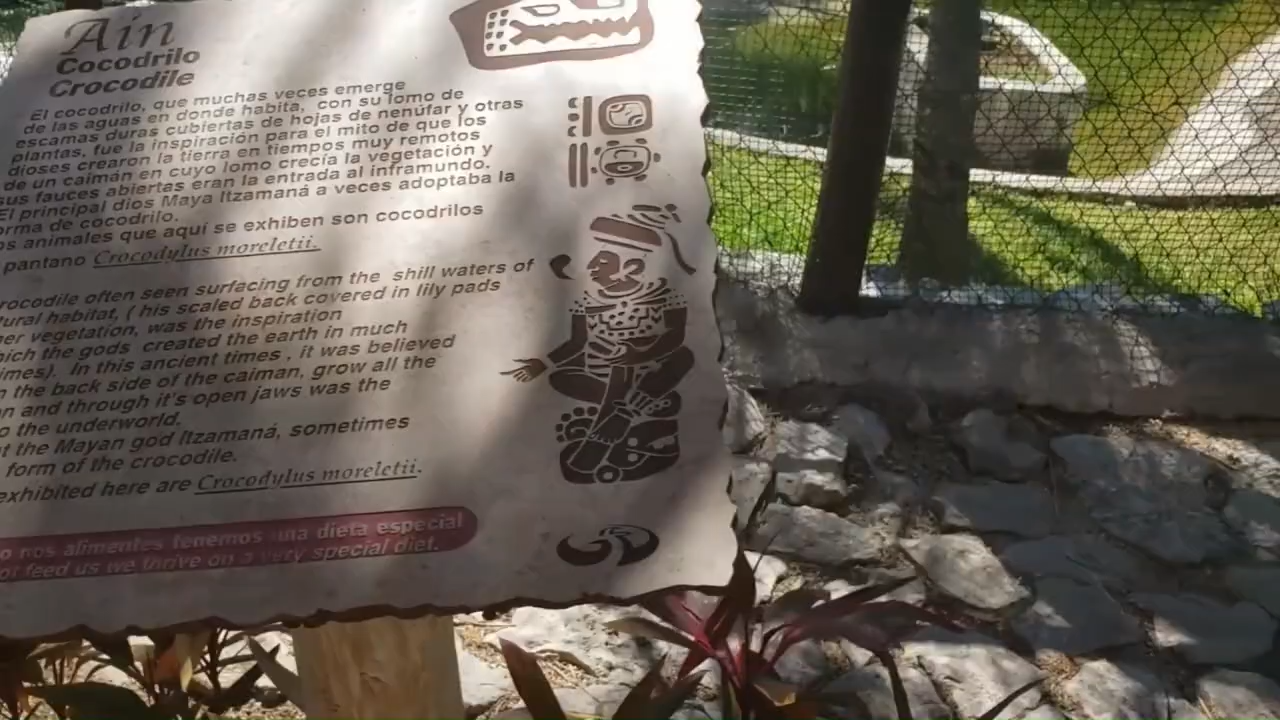 Ain
Cocodrilo
Crocodile
El cocodrilo, que muchas veces emerge
de las aguas en donde habita, con su lomo de
escamas duras cubiertas de hojas de nenúfar y otras
plantas, fue la inspiración para el mito de que los
dioses crearon la tierra en tiempos muy remotos
de un caimán en cuyo lomo crecía la vegetación y
sus fauces abiertas eran la entrada al inframundo.
El principal dios Maya Itzamaná a veces adoptaba la
orma de cocodrilo.
os animales que aquí se exhiben son cocodrilos
pantano Crocodylus moreletii.
rocodile often seen surfacing from the shill waters of
tural habitat, ( his scaled back covered in lily pads
er vegetation, was the inspiration
hich the gods created the earth in much
imes). In this ancient times , it was believed
n the back side of the caiman, grow all the
n and through it's open jaws was the
o the underworld.
t the Mayan god Itzamaná, sometimes
form of the crocodile.
exhibited here are Crocodylus moreletii.
o nos alimentes tenemos una dieta especial
ot feed us we thrive on a very special diet.